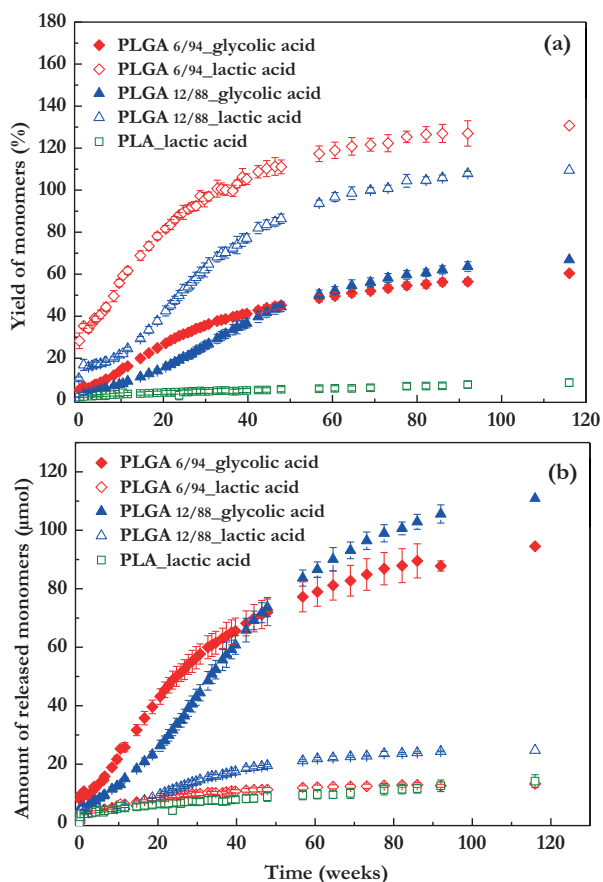 (a)
PLGA 6/94_glycolic acid
PLGA 6/94_lactic acid
PLGA 12/88_glycolic acid
PLGA 12/88_lactic acid
PLA_lactic acid
Yield of monomers (%)
180
160
140
120
100
80
60
40
20
0
0 20 40 60 80 100 120
(b)
PLGA 6/94_glycolic acid
PLGA 6/94_lactic acid
PLGA 12/88_glycolic acid
PLGA 12/88_lactic acid
PLA_lactic acid
Amount of released monomers (μmol)
120
100
80
60
40
20
0
0 20 40 60 80 100 120
Time (weeks)